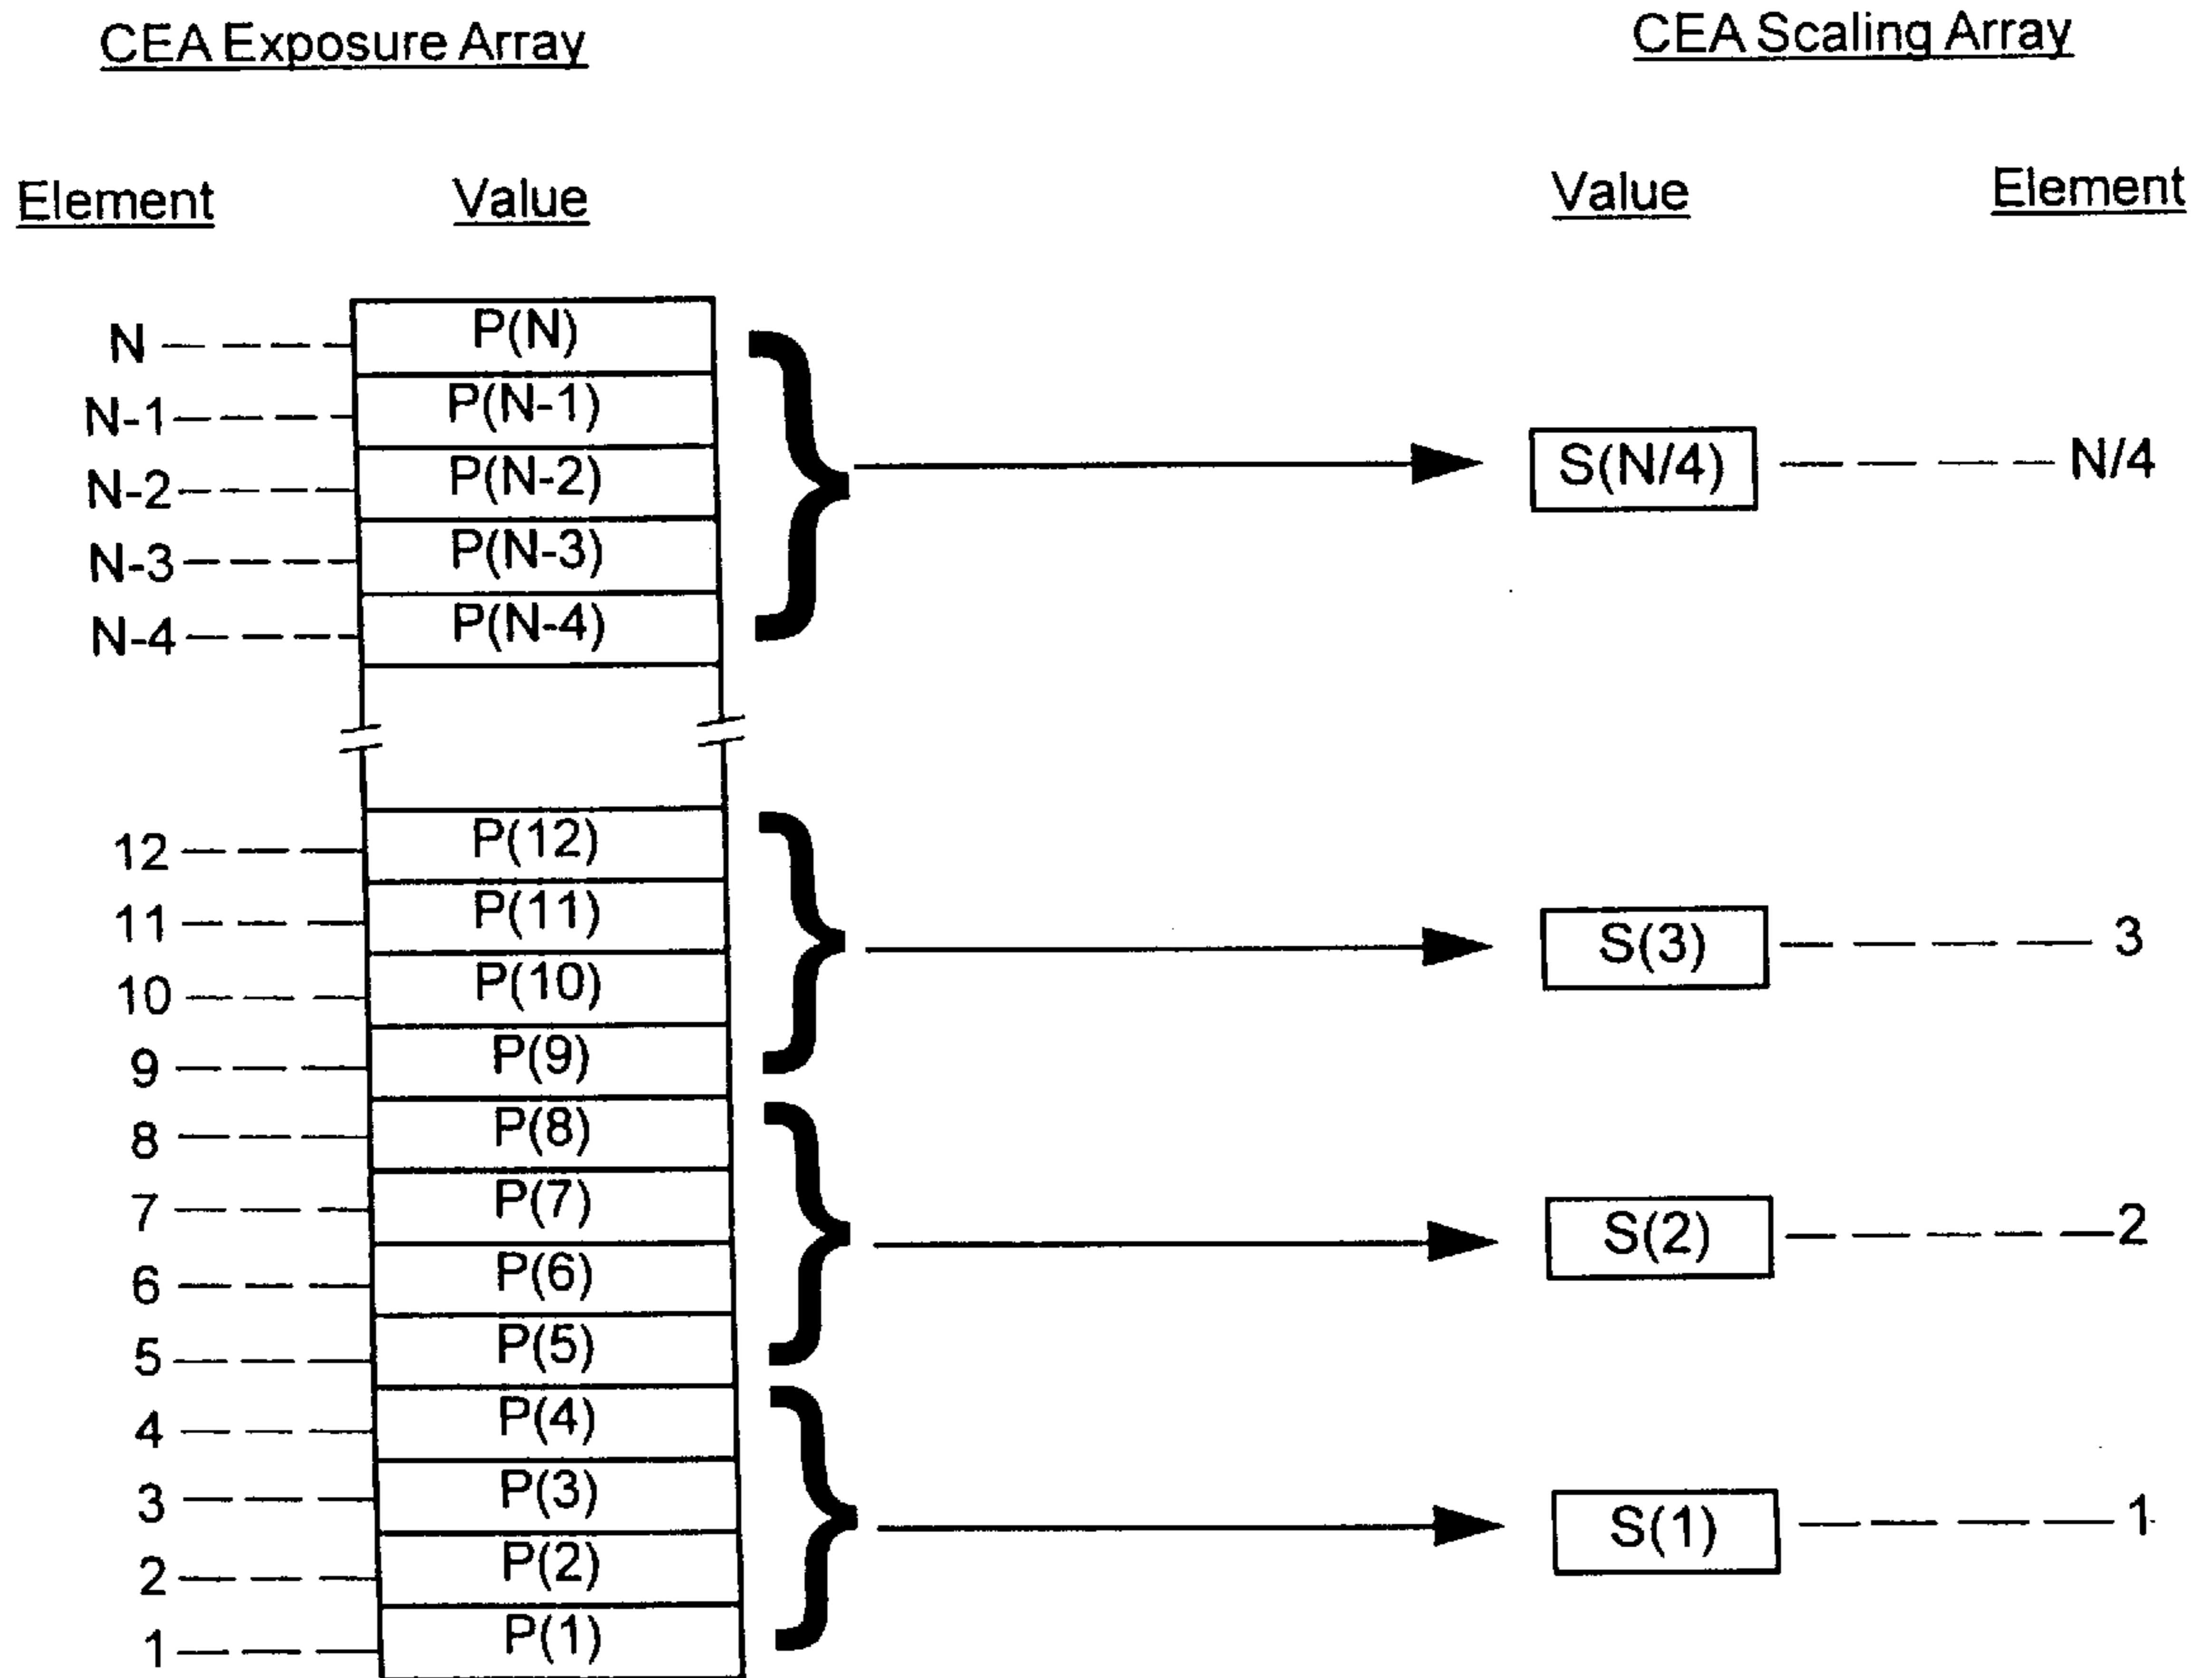 CEA Exposure Array CEA Scaling Array
Element Value Value Element
N P(N)
N-1 P(N-1)
N-2 P(N-2) S(N/4) N/4
N-3 P(N-3)
N-4 P(N-4)
12 P(12)
11 P(11)
10 P(10) S(3) 3
9 P(9)
8 P(8)
7 P(7) S(2) 2
6 P(6)
5 P(5)
4 P(4)
3 P(3) S(1) 1
2 P(2)
1 P(1)